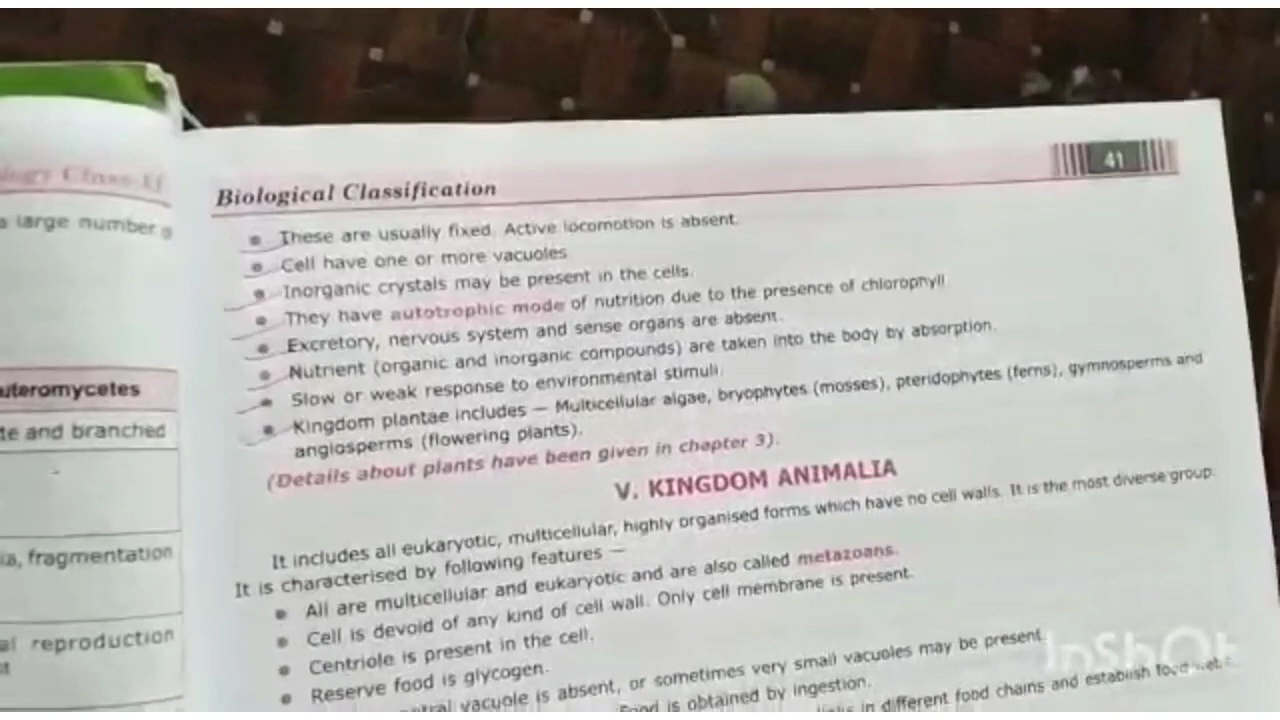 logy Class-11
a large number o
uteromycetes
te and branched
ia, fragmentation
al reproduction
Biological Classification
41
These are usually fixed. Active locomotion is absent.
Cell have one or more vacuoles
Inorganic crystals may be present in the cells.
They have autotrophic mode of nutrition due to the presence of chlorophyll
Excretory, nervous system and sense organs are absent.
Nutrient (organic and inorganic compounds) are taken into the body by absorption.
Slow or weak response to environmental stimuli.
Kingdom plantae includes — Multicellular algae, bryophytes (mosses), pteridophytes (ferns), gymnosperms and
angiosperms (flowering plants).
(Details about plants have been given in chapter 3).
V. KINGDOM ANIMALIA
It includes all eukaryotic, multicellular, highly organised forms which have no cell walls. It is the most diverse group.
It is characterised by following features —
All are multicellular and eukaryotic and are also called metazoans.
Cell is devoid of any kind of cell wall. Only cell membrane is present.
Centriole is present in the cell.
Reserve food is glycogen.
ntral vacuole is absent, or sometimes very small vacuoles may be present.
Food is obtained by ingestion.
in different food chains and establish food web
InShOt